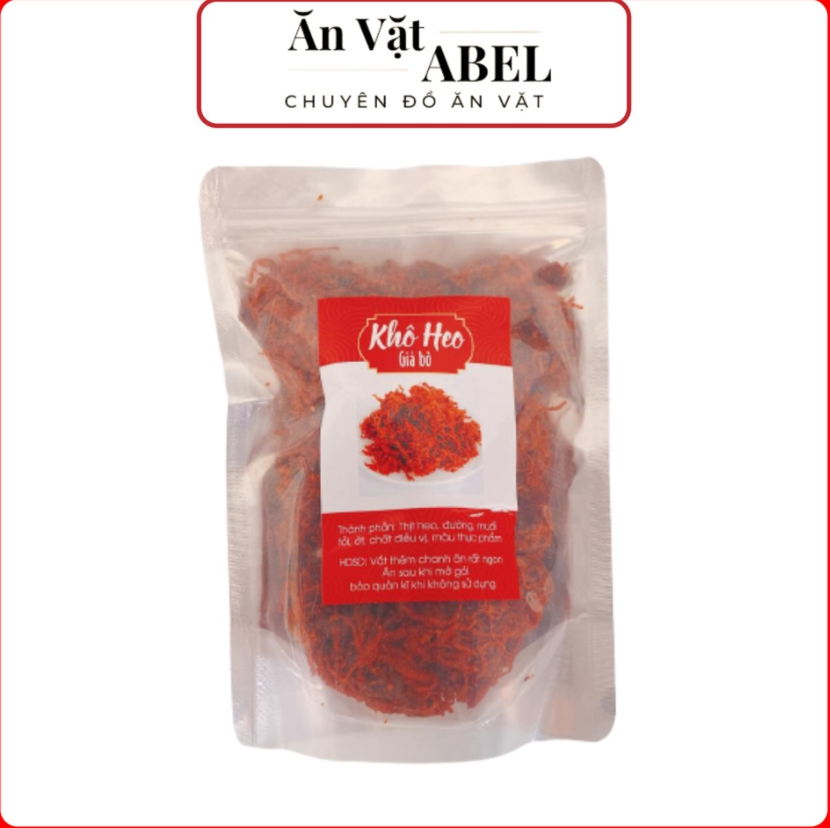 Ăn Vặt
ABEL
CHUYÊN ĐỒ ĂN VẶT
Khô Heo
Giả bò
Thành phần: Thịt heo, đường, muối
tỏi, ớt, chất điều vị, màu thực phẩm
HDSD: Vắt thêm chanh ăn rất ngon
Ăn sau khi mở gói
bảo quản kĩ khi không sử dụng